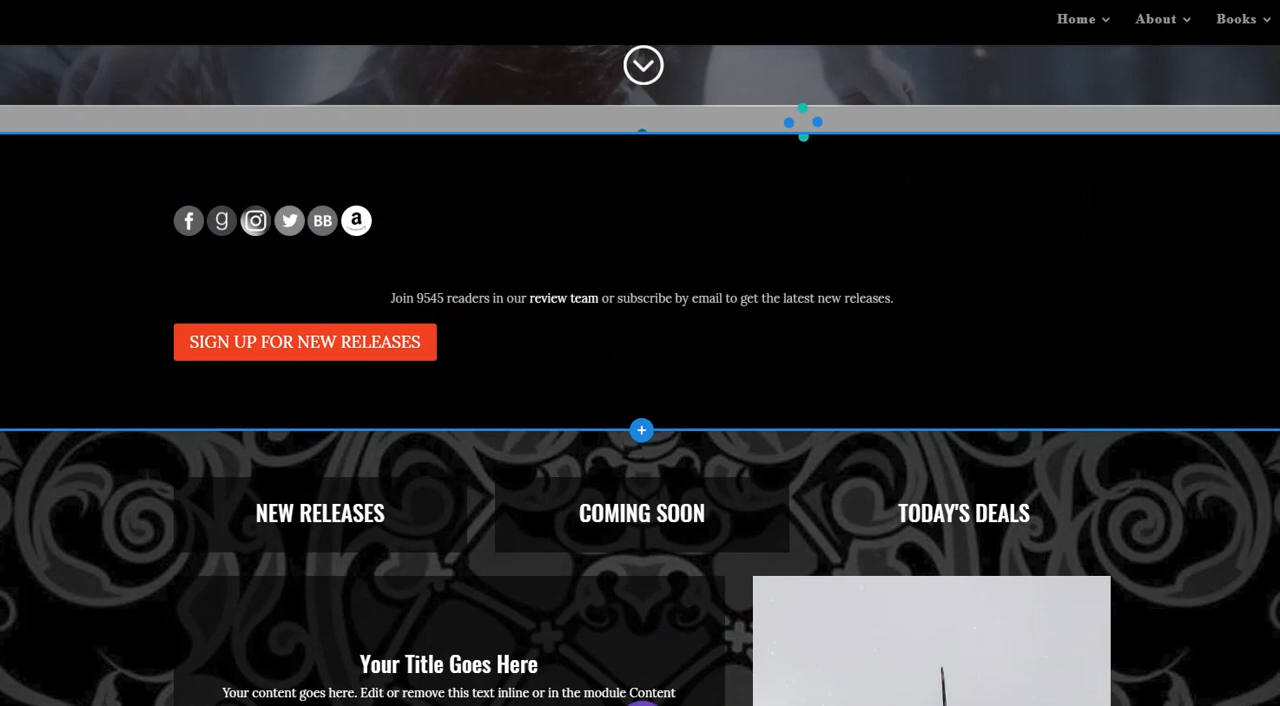 Home About Books
f g BB a
Join 9545 readers in our review team or subscribe by email to get the latest new releases.
SIGN UP FOR NEW RELEASES
+
NEW RELEASES COMING SOON TODAY'S DEALS
Your Title Goes Here
Your content goes here. Edit or remove this text inline or in the module Content